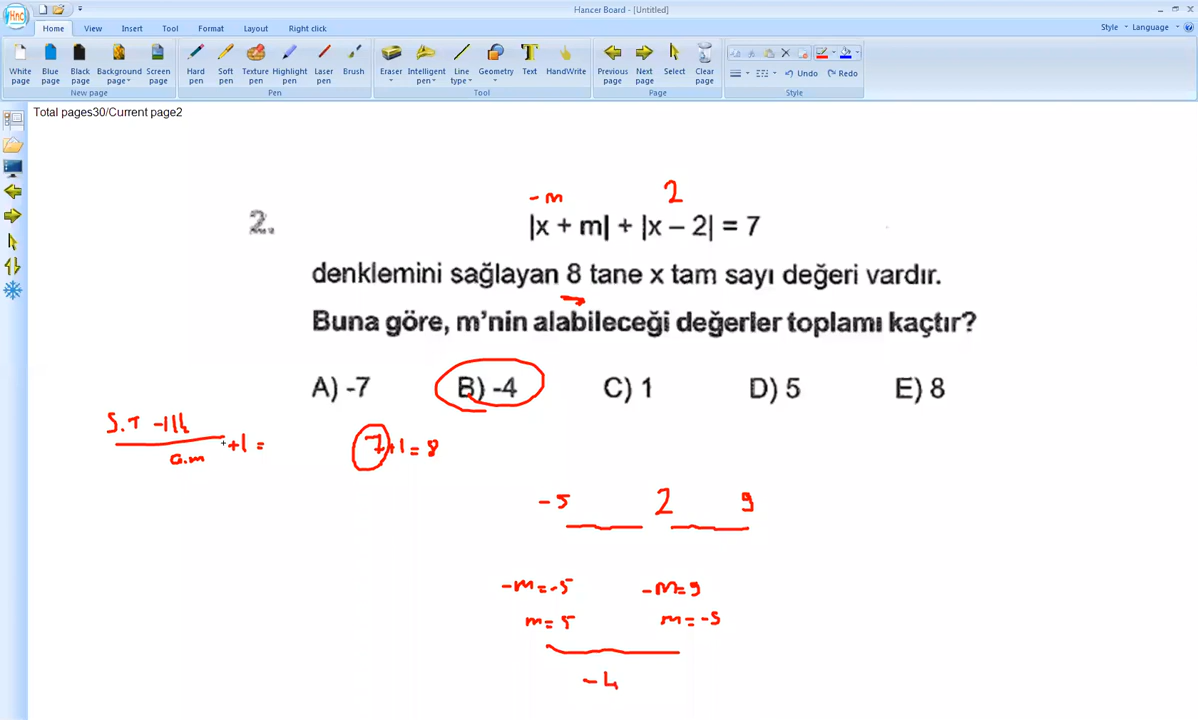 Hancer Board - [Untitled]
Home View Insert Tool Format Layout Right click Style Language
White page Blue page Black page Background page Screen page Hard pen Soft pen Texture pen Highlight pen Laser pen Brush Eraser Intelligent pen Line type Geometry Text HandWrite Previous page Next page Select Clear page Undo Redo
New page Pen Tool Page Style
Total pages30/Current page2
-m 2
2. |x + m| + |x – 2| = 7
denklemini sağlayan 8 tane x tam sayı değeri vardır.
Buna göre, m'nin alabileceği değerler toplamı kaçtır?
A) -7 B) -4 C) 1 D) 5 E) 8
S.T -ilk
a.m
+1 =
7+1=8
-5 2 9
-m=-5 -m=9
m=5 m=-9
-4